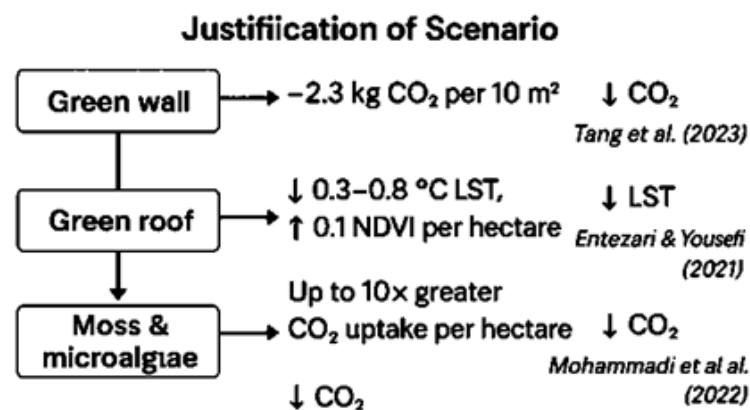 Justifiication of Scenario
Green wall
−2.3 kg CO₂ per 10 m²
↓ CO₂
Tang et al. (2023)
Green roof
↓ 0.3–0.8 °C LST,
↑ 0.1 NDVI per hectare
↓ LST
Entezari & Yousefi
(2021)
Moss &
microalgıae
Up to 10× greater
CO₂ uptake per hectare
↓ CO₂
Mohammadi et al al.
(2022)
↓ CO₂